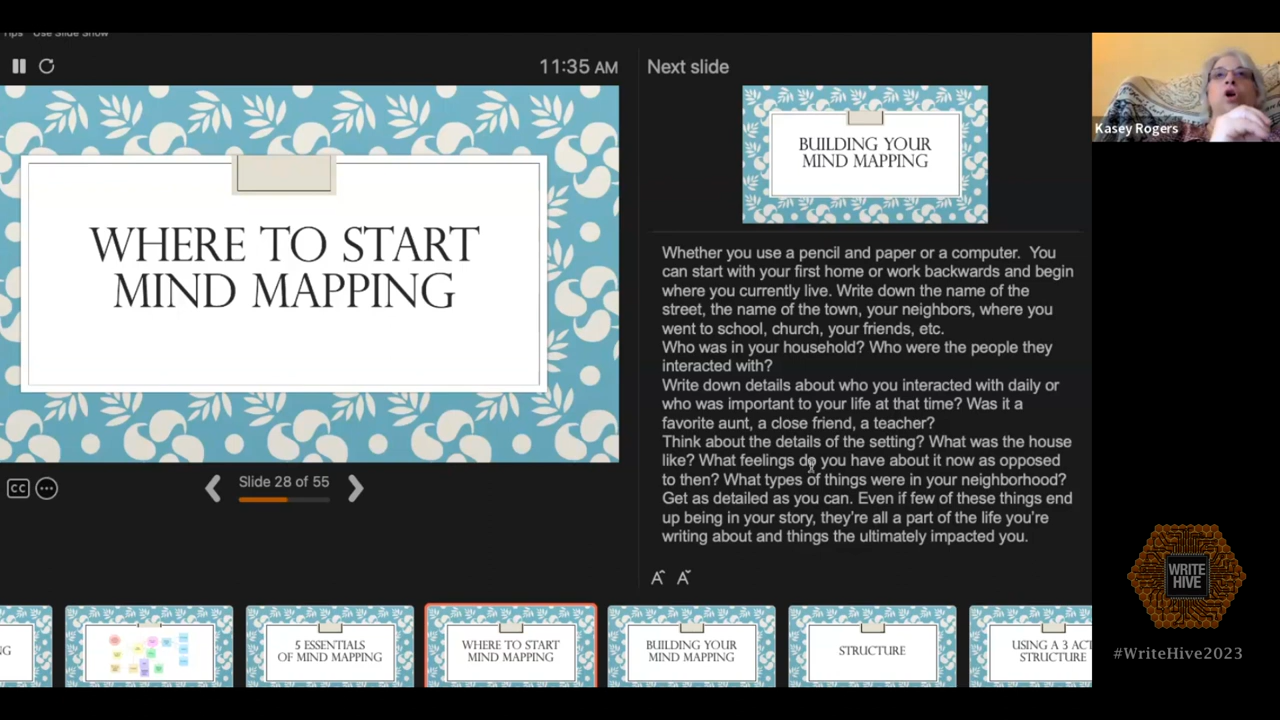 Tips Use Slide Show
11:35 AM
Next slide
WHERE TO START
MIND MAPPING
BUILDING YOUR
MIND MAPPING
Kasey Rogers
Whether you use a pencil and paper or a computer.  You
can start with your first home or work backwards and begin
where you currently live. Write down the name of the
street, the name of the town, your neighbors, where you
went to school, church, your friends, etc.
Who was in your household? Who were the people they
interacted with?
Write down details about who you interacted with daily or
who was important to your life at that time? Was it a
favorite aunt, a close friend, a teacher?
Think about the details of the setting? What was the house
like? What feelings do you have about it now as opposed
to then? What types of things were in your neighborhood?
Get as detailed as you can. Even if few of these things end
up being in your story, they're all a part of the life you're
writing about and things the ultimately impacted you.
CC
Slide 28 of 55
A A
NG
5 ESSENTIALS
OF MIND MAPPING
WHERE TO START
MIND MAPPING
BUILDING YOUR
MIND MAPPING
STRUCTURE
USING A 3 ACT
STRUCTURE
WRITE
HIVE
#WriteHive2023